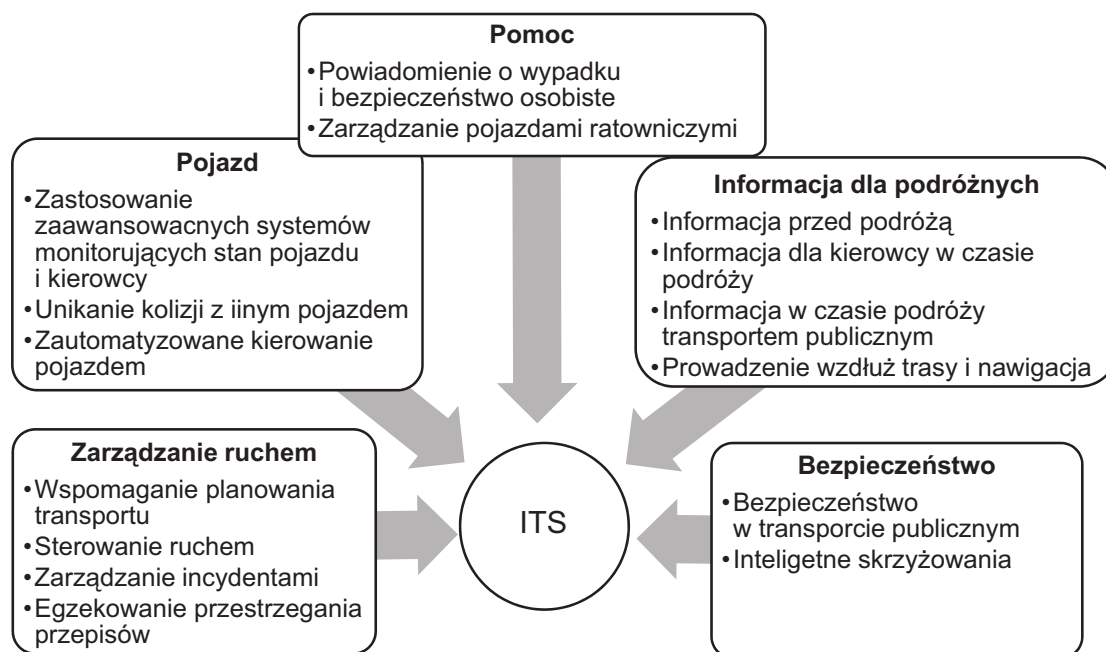 Pomoc
•Powiadomienie o wypadku
i bezpieczeństwo osobiste
•Zarządzanie pojazdami ratowniczymi
Pojazd
•Zastosowanie
zaawansowacnych systemów
monitorujących stan pojazdu
i kierowcy
•Unikanie kolizji z iinym pojazdem
•Zautomatyzowane kierowanie
pojazdem
Informacja dla podróżnych
•Informacja przed podróżą
•Informacja dla kierowcy w czasie
podróży
•Informacja w czasie podróży
transportem publicznym
•Prowadzenie wzdłuż trasy i nawigacja
Zarządzanie ruchem
•Wspomaganie planowania
transportu
•Sterowanie ruchem
•Zarządzanie incydentami
•Egzekowanie przestrzegania
przepisów
ITS
Bezpieczeństwo
•Bezpieczeństwo
w transporcie publicznym
•Inteligetne skrzyżowania